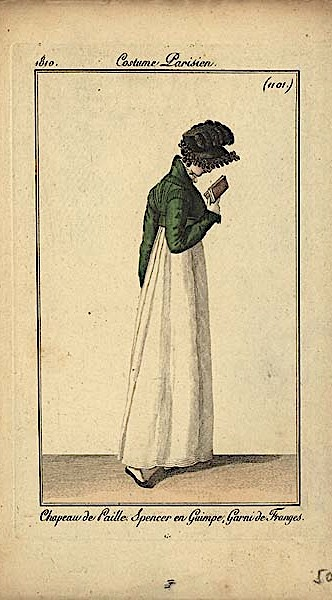 1810. Costume Parisien.
(1101.)
Chapeau de Paille. Spencer en Guimpe, Garni de Franges.